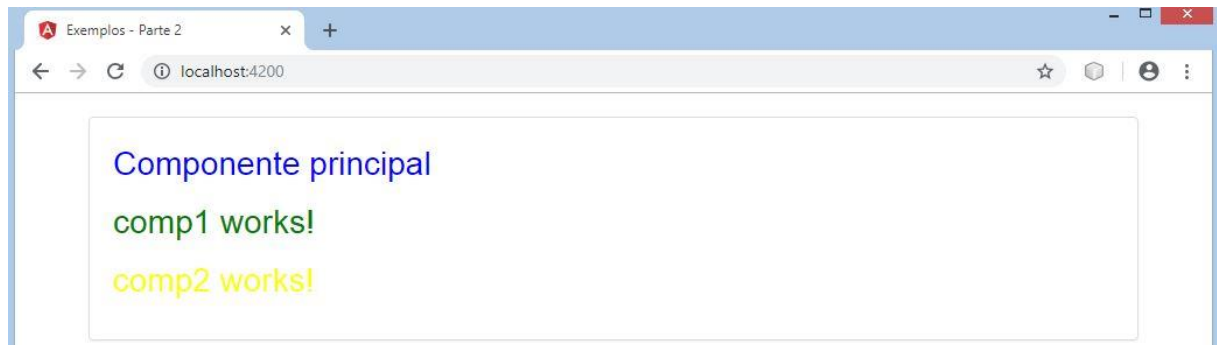 Exemplos - Parte 2
localhost:4200
Componente principal
comp1 works!
comp2 works!